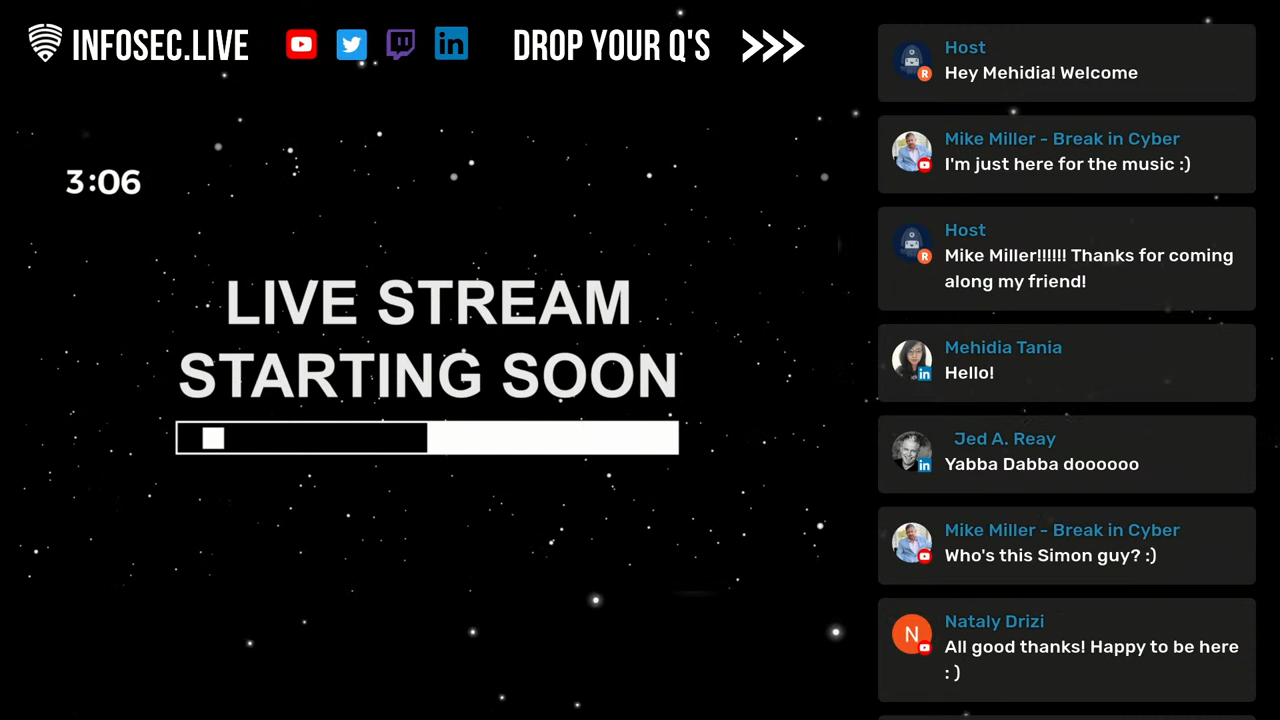 INFOSEC.LIVE
DROP YOUR Q'S >>>
3:06
LIVE STREAM
STARTING SOON
Host
Hey Mehidia! Welcome
Mike Miller - Break in Cyber
I'm just here for the music :)
Host
Mike Miller!!!!!! Thanks for coming
along my friend!
Mehidia Tania
Hello!
Jed A. Reay
Yabba Dabba doooooo
Mike Miller - Break in Cyber
Who's this Simon guy? :)
N
Nataly Drizi
All good thanks! Happy to be here
: )